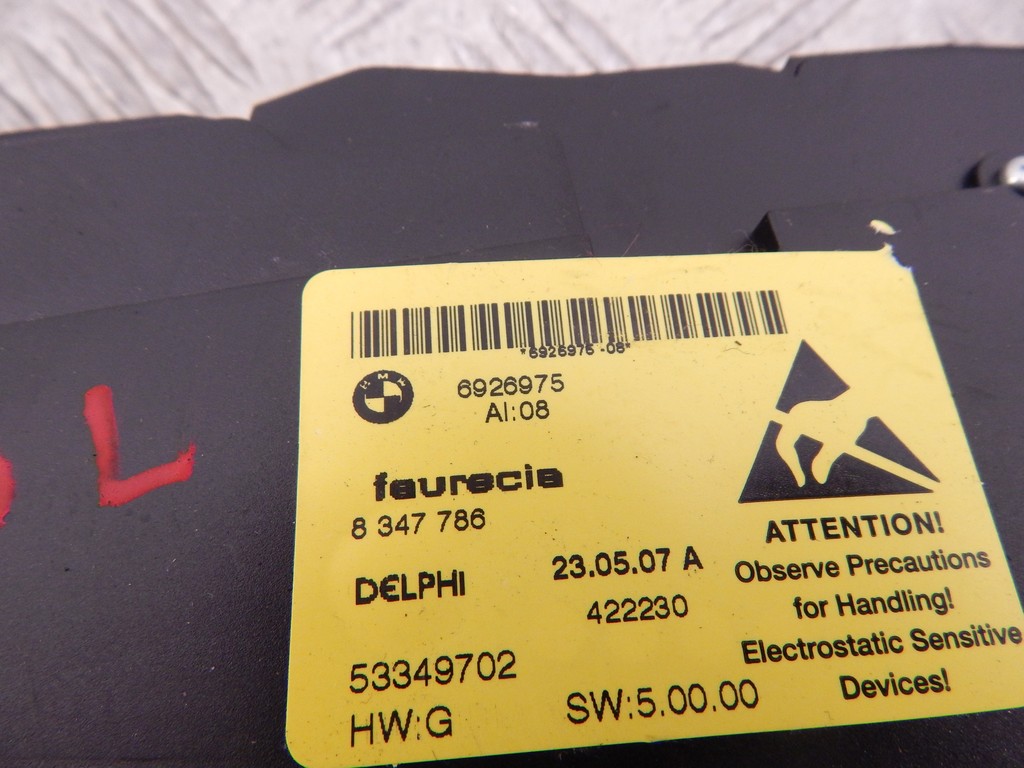 *6926975-08*
BMW
6926975
AI:08
faurecia
8 347 786
DELPHI
23.05.07 A
422230
53349702
HW:G
SW:5.00.00
ATTENTION!
Observe Precautions
for Handling!
Electrostatic Sensitive
Devices!
L